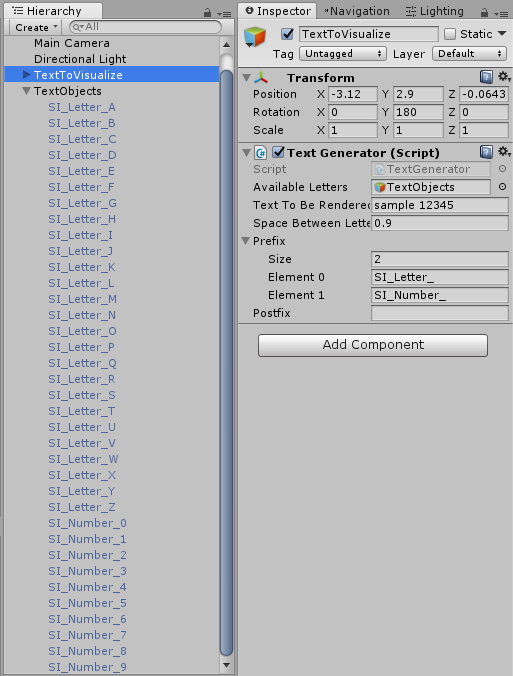 Hierarchy
Create
All
Main Camera
Directional Light
TextToVisualize
TextObjects
SI_Letter_A
SI_Letter_B
SI_Letter_C
SI_Letter_D
SI_Letter_E
SI_Letter_F
SI_Letter_G
SI_Letter_H
SI_Letter_I
SI_Letter_J
SI_Letter_K
SI_Letter_L
SI_Letter_M
SI_Letter_N
SI_Letter_O
SI_Letter_P
SI_Letter_Q
SI_Letter_R
SI_Letter_S
SI_Letter_T
SI_Letter_U
SI_Letter_V
SI_Letter_W
SI_Letter_X
SI_Letter_Y
SI_Letter_Z
SI_Number_0
SI_Number_1
SI_Number_2
SI_Number_3
SI_Number_4
SI_Number_5
SI_Number_6
SI_Number_7
SI_Number_8
SI_Number_9
Inspector Navigation Lighting
TextToVisualize Static
Tag Untagged Layer Default
Transform
Position X -3.12 Y 2.9 Z -0.0643
Rotation X 0 Y 180 Z 0
Scale X 1 Y 1 Z 1
Text Generator (Script)
Script TextGenerator
Available Letters TextObjects
Text To Be Rendered sample 12345
Space Between Lette 0.9
Prefix
Size 2
Element 0 SI_Letter_
Element 1 SI_Number_
Postfix
Add Component